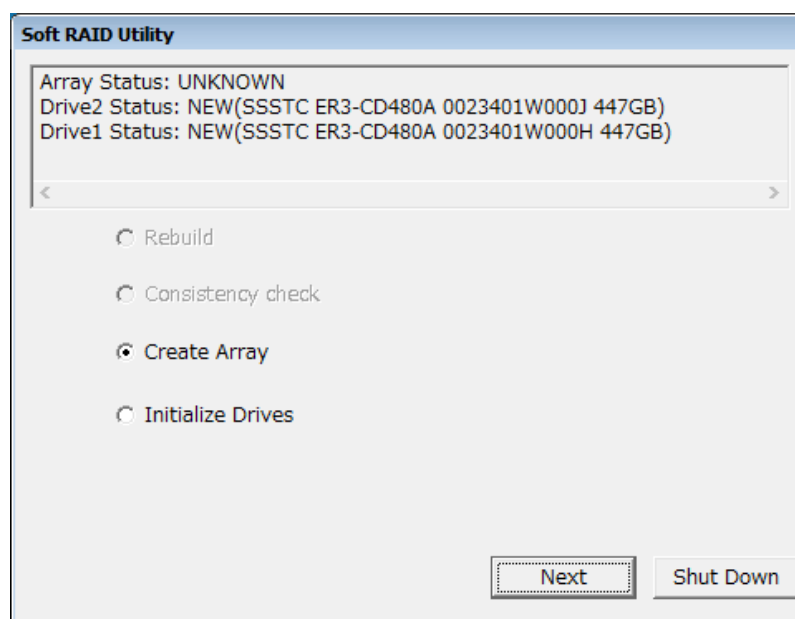 Soft RAID Utility
Array Status: UNKNOWN
Drive2 Status: NEW(SSSTC ER3-CD480A 0023401W000J 447GB)
Drive1 Status: NEW(SSSTC ER3-CD480A 0023401W000H 447GB)
Rebuild
Consistency check
Create Array
Initialize Drives
Next
Shut Down